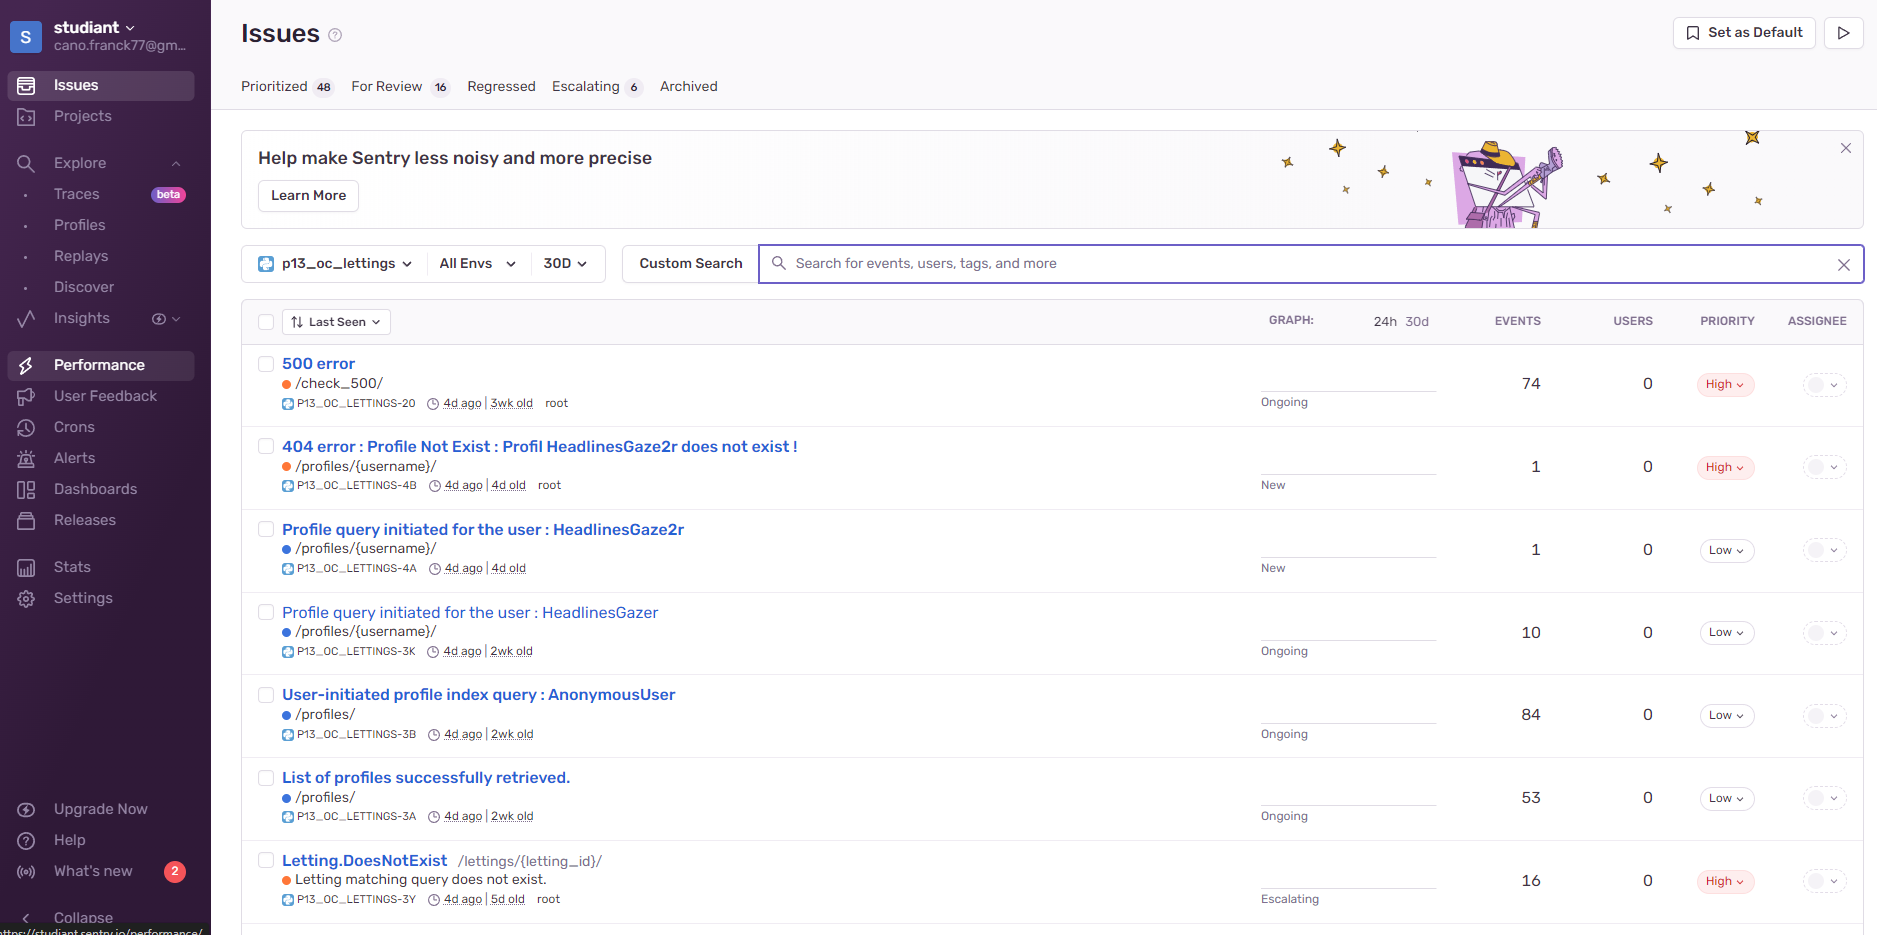 S
studiant
cano.franck77@gm...
Issues
Projects
Explore
Traces beta
Profiles
Replays
Discover
Insights
Performance
User Feedback
Crons
Alerts
Dashboards
Releases
Stats
Settings
Upgrade Now
Help
What's new 2
Collapse
https://studiant.sentry.io/performance/
Issues
Set as Default
Prioritized 48 For Review 16 Regressed Escalating 6 Archived
Help make Sentry less noisy and more precise
Learn More
p13_oc_lettings All Envs 30D Custom Search Search for events, users, tags, and more
Last Seen GRAPH: 24h 30d EVENTS USERS PRIORITY ASSIGNEE
500 error
/check_500/
P13_OC_LETTINGS-20 4d ago | 3wk old root
Ongoing
74 0 High
404 error : Profile Not Exist : Profil HeadlinesGaze2r does not exist !
/profiles/{username}/
P13_OC_LETTINGS-4B 4d ago | 4d old root
New
1 0 High
Profile query initiated for the user : HeadlinesGaze2r
/profiles/{username}/
P13_OC_LETTINGS-4A 4d ago | 4d old
New
1 0 Low
Profile query initiated for the user : HeadlinesGazer
/profiles/{username}/
P13_OC_LETTINGS-3K 4d ago | 2wk old
Ongoing
10 0 Low
User-initiated profile index query : AnonymousUser
/profiles/
P13_OC_LETTINGS-3B 4d ago | 2wk old
Ongoing
84 0 Low
List of profiles successfully retrieved.
/profiles/
P13_OC_LETTINGS-3A 4d ago | 2wk old
Ongoing
53 0 Low
Letting.DoesNotExist /lettings/{letting_id}/
Letting matching query does not exist.
P13_OC_LETTINGS-3Y 4d ago | 5d old root
Escalating
16 0 High